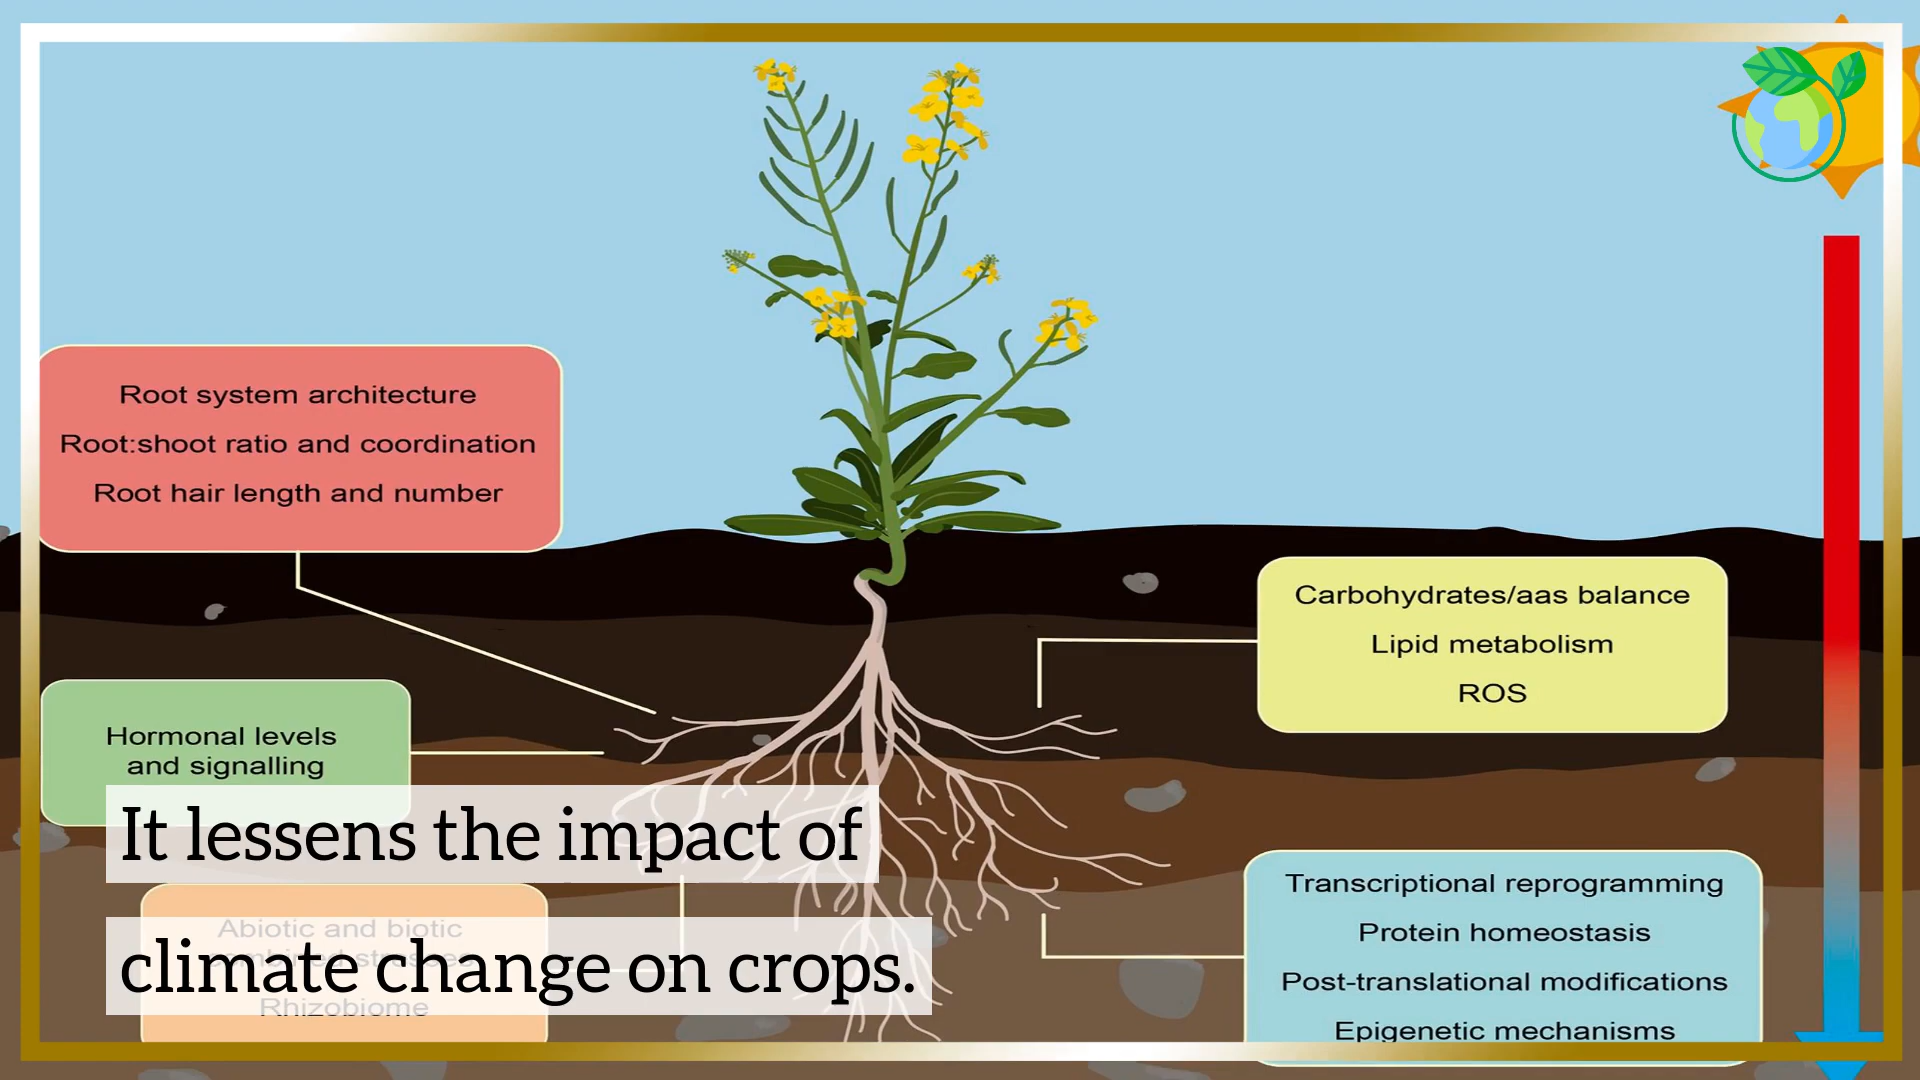 Root system architecture
Root:shoot ratio and coordination
Root hair length and number
Carbohydrates/aas balance
Lipid metabolism
ROS
Hormonal levels
and signalling
It lessens the impact of
climate change on crops.
Abiotic and biotic
combined stresses
Rhizobiome
Transcriptional reprogramming
Protein homeostasis
Post-translational modifications
Epigenetic mechanisms